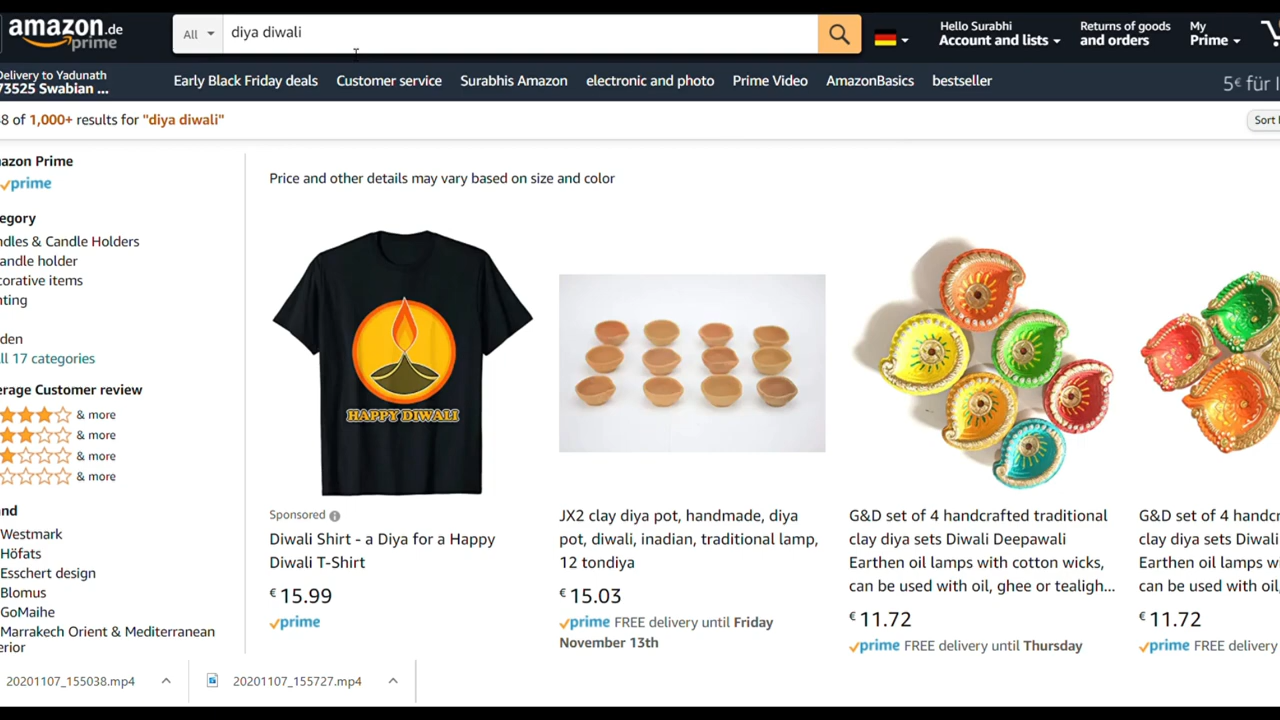 amazon.de
prime
All
diya diwali
Hello Surabhi
Account and lists
Returns of goods
and orders
My
Prime
Delivery to Yadunath
73525 Swabian ...
Early Black Friday deals
Customer service
Surabhis Amazon
electronic and photo
Prime Video
AmazonBasics
bestseller
5€ für
8 of 1,000+ results for "diya diwali"
Sort
azon Prime
prime
egory
ndles & Candle Holders
andle holder
corative items
nting
den
ll 17 categories
erage Customer review
& more
& more
& more
& more
nd
Westmark
Höfats
Esschert design
Blomus
GoMaihe
Marrakech Orient & Mediterranean
erior
Price and other details may vary based on size and color
HAPPY DIWALI
Sponsored
Diwali Shirt - a Diya for a Happy
Diwali T-Shirt
€ 15.99
prime
JX2 clay diya pot, handmade, diya
pot, diwali, inadian, traditional lamp,
12 tondiya
€ 15.03
prime FREE delivery until Friday
November 13th
G&D set of 4 handcrafted traditional
clay diya sets Diwali Deepawali
Earthen oil lamps with cotton wicks,
can be used with oil, ghee or tealigh...
€ 11.72
prime FREE delivery until Thursday
G&D set of 4 handcr
clay diya sets Diwali
Earthen oil lamps w
can be used with oil,
€ 11.72
prime FREE delivery
20201107_155038.mp4
20201107_155727.mp4